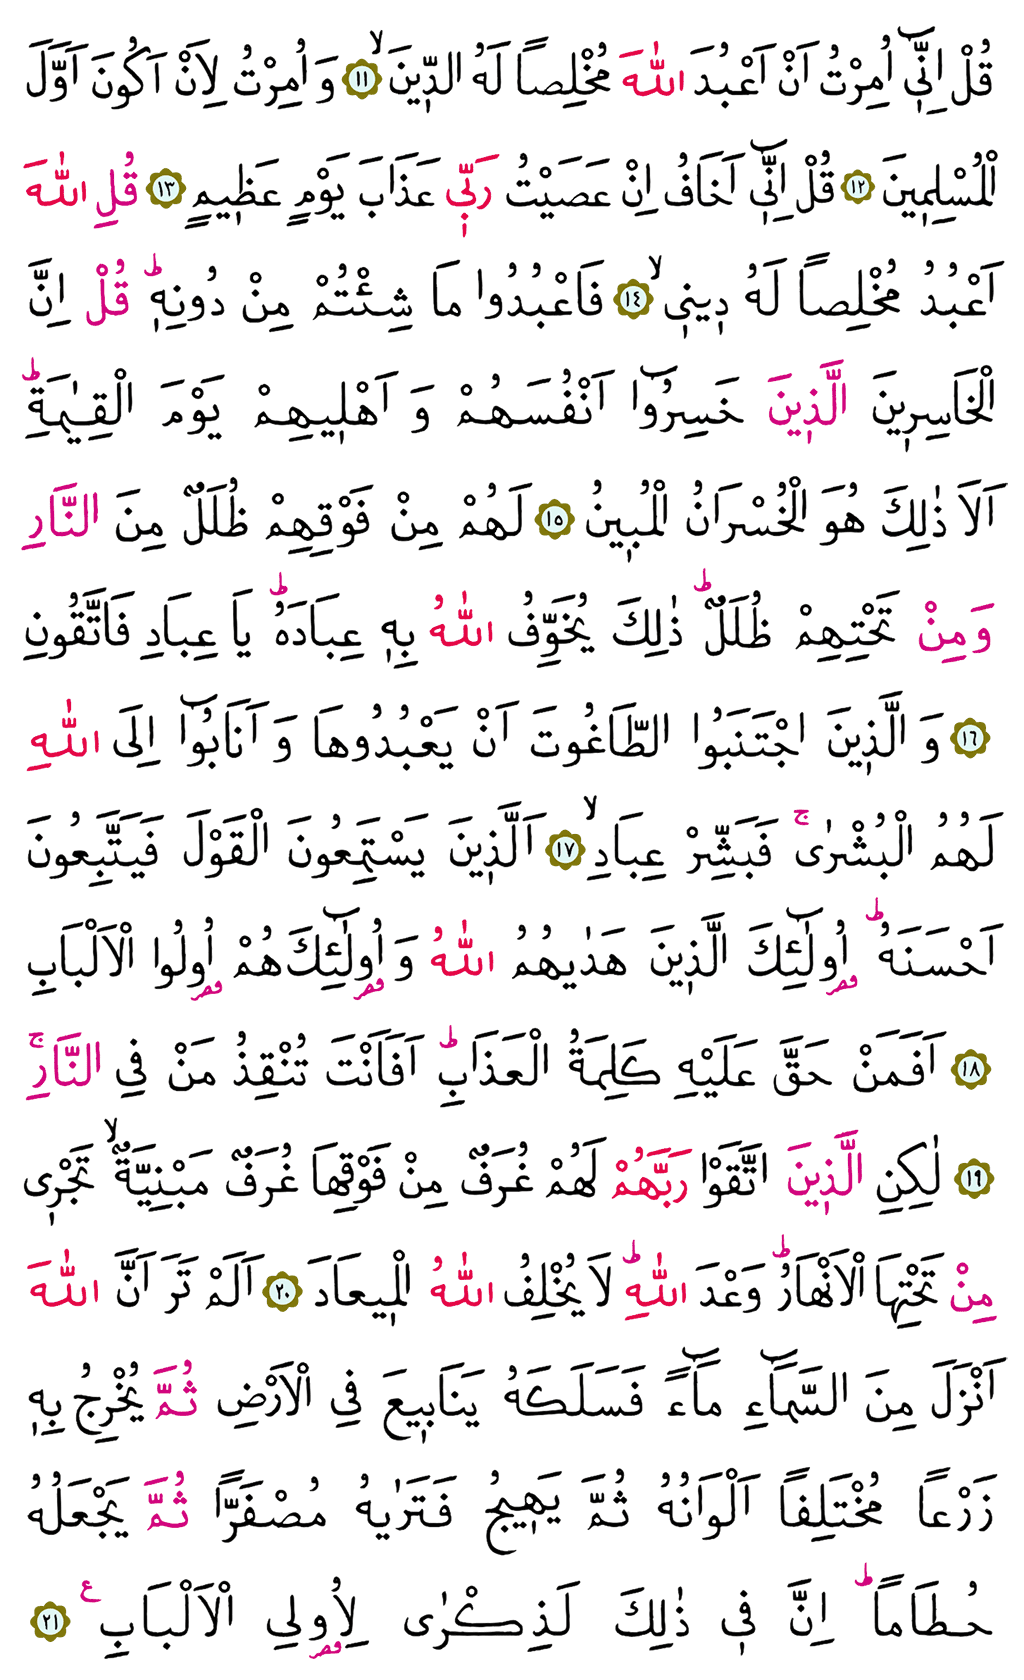 قُلْ اِنّ۪ٓي اُمِرْتُ اَنْ اَعْبُدَ اللّٰهَ مُخْلِصاً لَهُ الدّ۪ينَۙ ﴿١١﴾ وَاُمِرْتُ لِاَنْ اَكُونَ اَوَّلَ
الْمُسْلِم۪ينَ ﴿١٢﴾ قُلْ اِنّ۪ٓي اَخَافُ اِنْ عَصَيْتُ رَبّ۪ي عَذَابَ يَوْمٍ عَظ۪يمٍ ﴿١٣﴾ قُلِ اللّٰهَ
اَعْبُدُ مُخْلِصاً لَهُ د۪ين۪يۙ ﴿١٤﴾ فَاعْبُدُوا مَا شِئْتُمْ مِنْ دُونِه۪ۜ قُلْ اِنَّ
الْخَاسِر۪ينَ الَّذ۪ينَ خَسِرُٓوا اَنْفُسَهُمْ وَاَهْل۪يهِمْ يَوْمَ الْقِيٰمَةِۜ
اَلَا ذٰلِكَ هُوَ الْخُسْرَانُ الْمُب۪ينُ ﴿١٥﴾ لَهُمْ مِنْ فَوْقِهِمْ ظُلَلٌ مِنَ النَّارِ
وَمِنْ تَحْتِهِمْ ظُلَلٌۜ ذٰلِكَ يُخَوِّفُ اللّٰهُ بِه۪ عِبَادَهُۜ يَا عِبَادِ فَاتَّقُونِ
﴿١٦﴾ وَالَّذ۪ينَ اجْتَنَبُوا الطَّاغُوتَ اَنْ يَعْبُدُوهَا وَاَنَابُٓوا اِلَى اللّٰهِ
لَهُمُ الْبُشْرٰىۚ فَبَشِّرْ عِبَادِۙ ﴿١٧﴾ اَلَّذ۪ينَ يَسْتَمِعُونَ الْقَوْلَ فَيَتَّبِعُونَ
اَحْسَنَهُۜ اُو۬لٰٓئِكَ الَّذ۪ينَ هَدٰيهُمُ اللّٰهُ وَاُو۬لٰٓئِكَ هُمْ اُو۬لُوا الْاَلْبَابِ
﴿١٨﴾ اَفَمَنْ حَقَّ عَلَيْهِ كَلِمَةُ الْعَذَابِۜ اَفَاَنْتَ تُنْقِذُ مَنْ فِي النَّارِۚ
﴿١٩﴾ لٰكِنِ الَّذ۪ينَ اتَّقَوْا رَبَّهُمْ لَهُمْ غُرَفٌ مِنْ فَوْقِهَا غُرَفٌ مَبْنِيَّةٌۙ تَجْر۪ي
مِنْ تَحْتِهَا الْاَنْهَارُۜ وَعْدَ اللّٰهِۜ لَا يُخْلِفُ اللّٰهُ الْم۪يعَادَ ﴿٢٠﴾ اَلَمْ تَرَ اَنَّ اللّٰهَ
اَنْزَلَ مِنَ السَّمَٓاءِ مَٓاءً فَسَلَكَهُ يَنَاب۪يعَ فِي الْاَرْضِ ثُمَّ يُخْرِجُ بِه۪
زَرْعاً مُخْتَلِفاً اَلْوَانُهُ ثُمَّ يَه۪يجُ فَتَرٰيهُ مُصْفَرًّا ثُمَّ يَجْعَلُهُ
حُطَاماًۜ اِنَّ ف۪ي ذٰلِكَ لَذِكْرٰى لِاُو۬لِي الْاَلْبَابِ ع ﴿٢١﴾